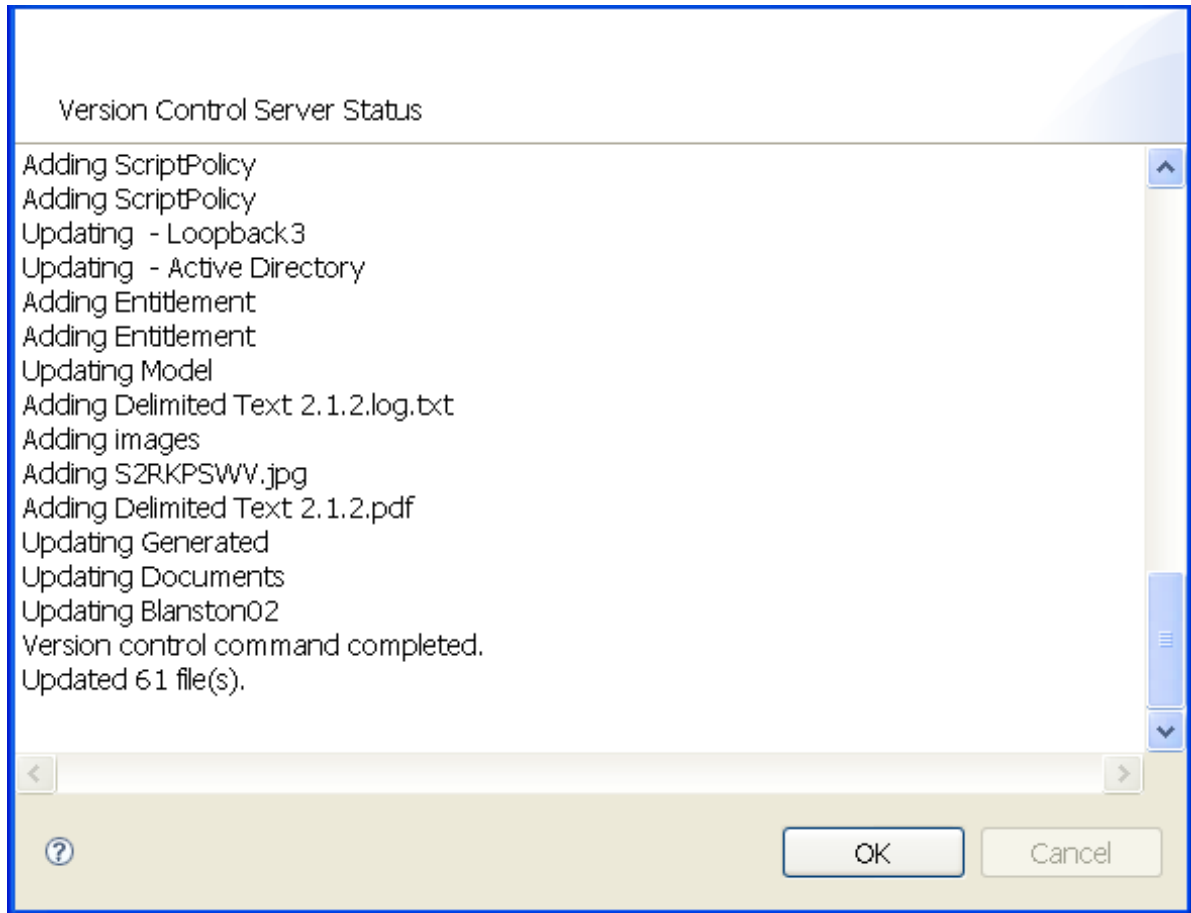 Version Control Server Status
Adding ScriptPolicy
Adding ScriptPolicy
Updating  - Loopback3
Updating  - Active Directory
Adding Entitlement
Adding Entitlement
Updating Model
Adding Delimited Text 2.1.2.log.txt
Adding images
Adding S2RKPSWV.jpg
Adding Delimited Text 2.1.2.pdf
Updating Generated
Updating Documents
Updating Blanston02
Version control command completed.
Updated 61 file(s).
? OK Cancel